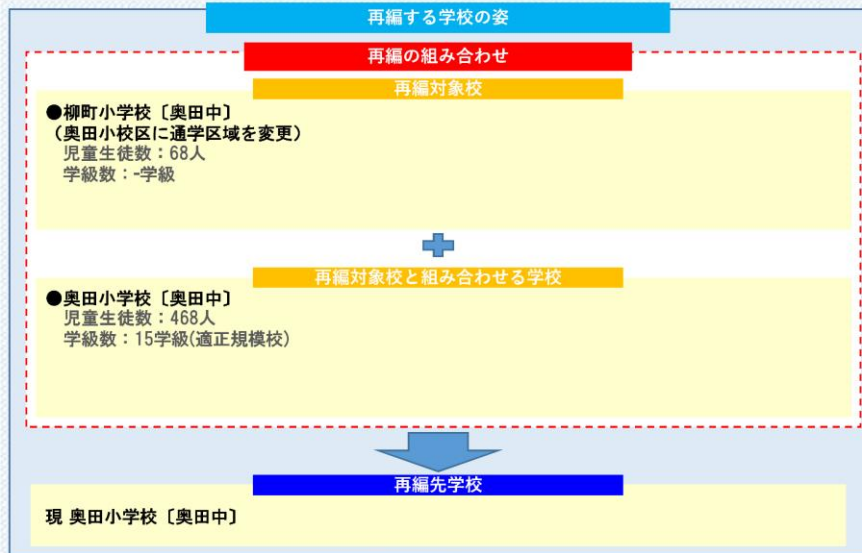 再編する学校の姿
再編の組み合わせ
再編対象校
●柳町小学校〔奥田中〕
（奥田小校区に通学区域を変更）
児童生徒数：68人
学級数：-学級
再編対象校と組み合わせる学校
●奥田小学校〔奥田中〕
児童生徒数：468人
学級数：15学級(適正規模校)
再編先学校
現 奥田小学校〔奥田中〕